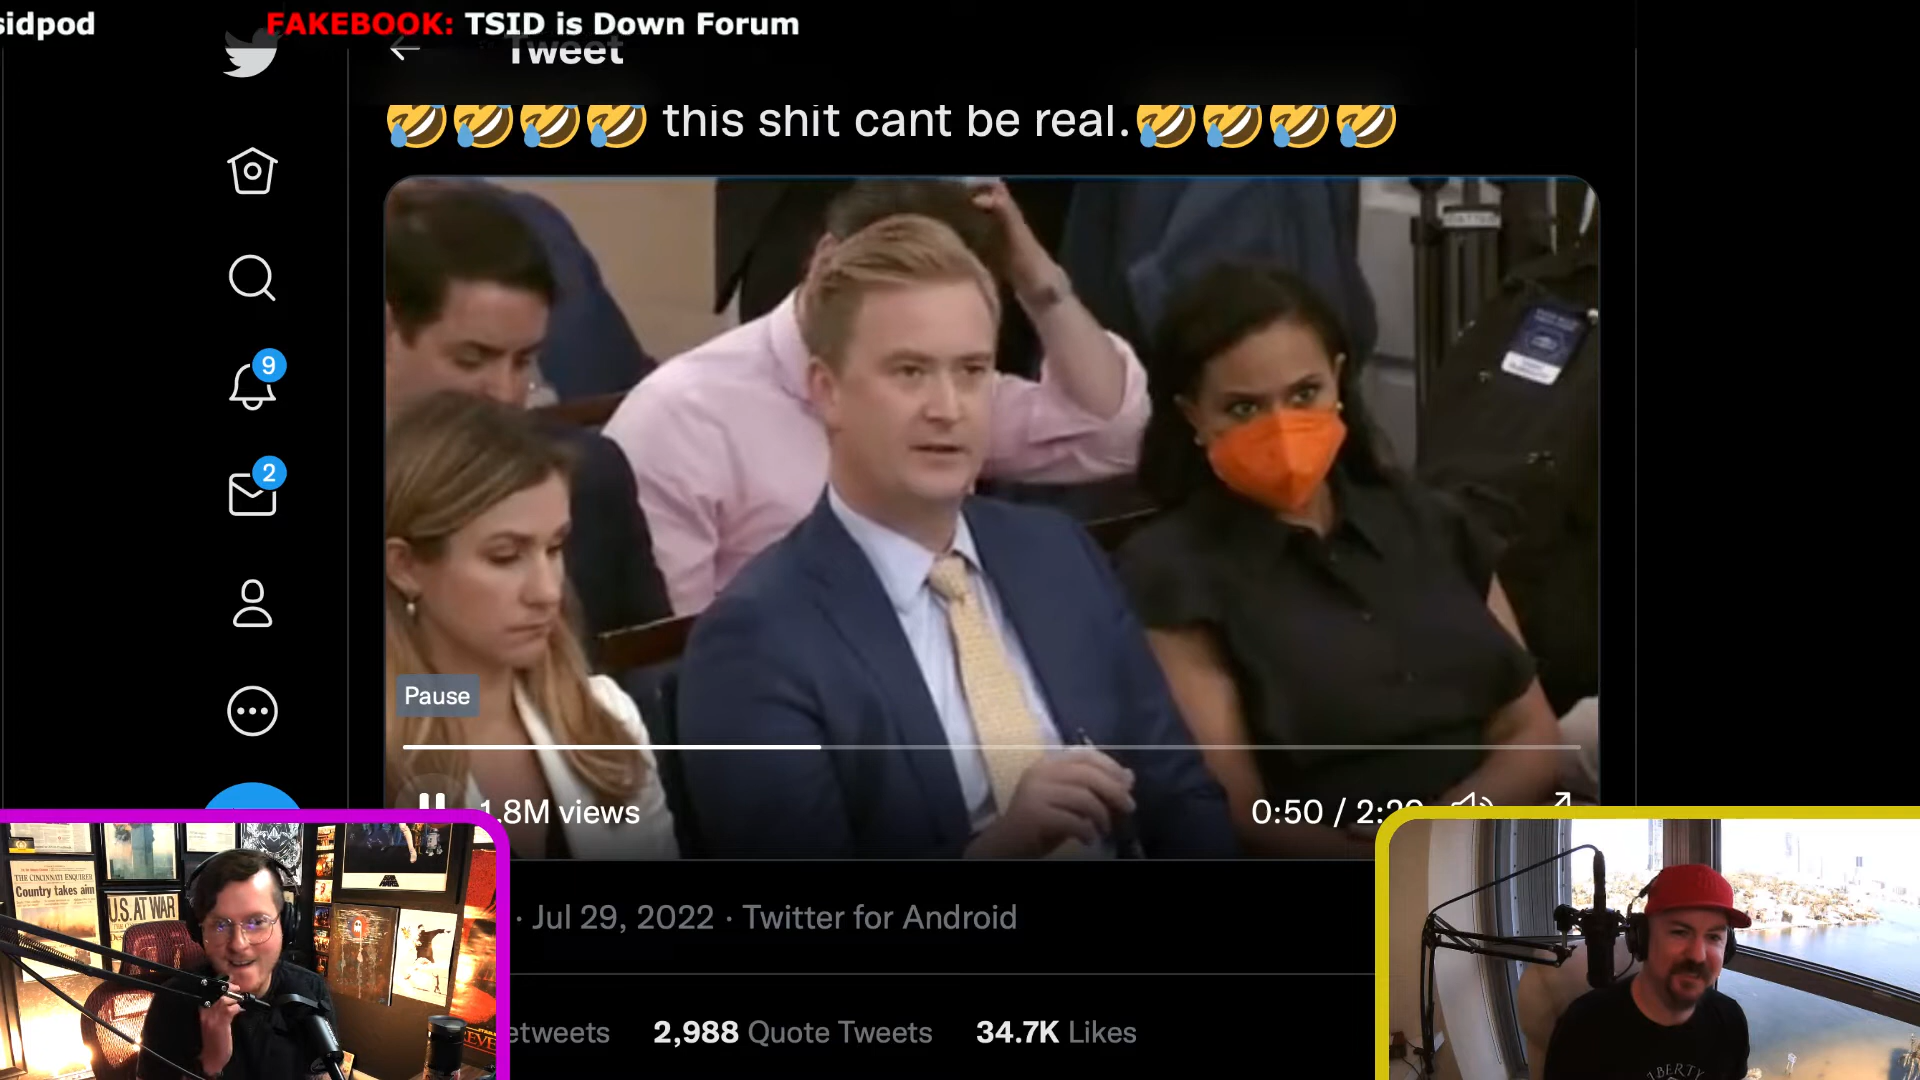 sidpod
FAKEBOOK: TSID is Down Forum
Tweet
this shit cant be real.
9
2
Pause
1.8M views
0:50 / 2:20
· Jul 29, 2022 · Twitter for Android
etweets
2,988 Quote Tweets
34.7K Likes
THE CINCINNATI ENQUIRER
Country takes aim
U.S. AT WAR